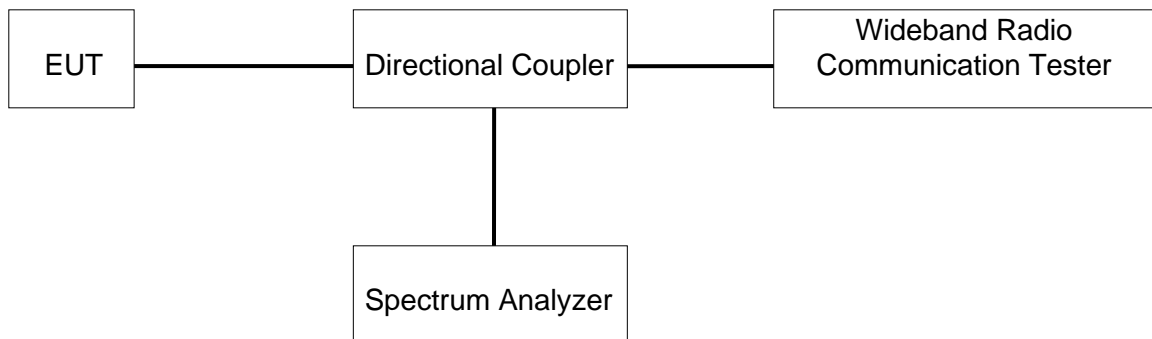 EUT
Directional Coupler
Wideband Radio
Communication Tester
Spectrum Analyzer